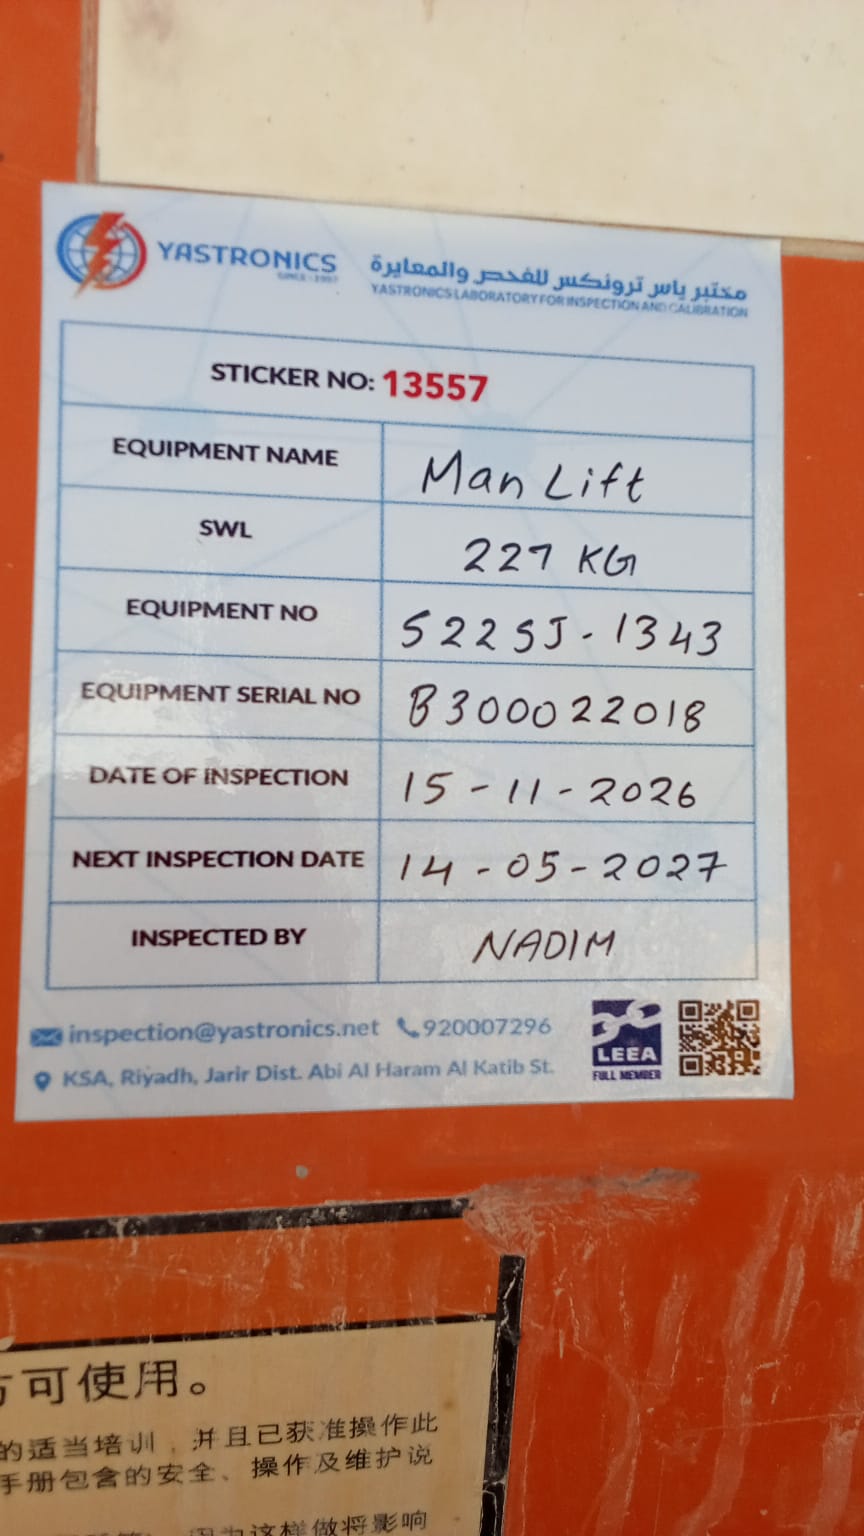 YASTRONICS
SINCE - 1997
مختبر ياس ترونكس للفحص والمعايرة
YASTRONICS LABORATORY FOR INSPECTION AND CALIBRATION
STICKER NO: 13557
EQUIPMENT NAME Man Lift
SWL 227 KG
EQUIPMENT NO S22SJ-1343
EQUIPMENT SERIAL NO B300022018
DATE OF INSPECTION 15-11-2026
NEXT INSPECTION DATE 14-05-2027
INSPECTED BY NADIM
inspection@yastronics.net 920007296
KSA, Riyadh, Jarir Dist. Abi Al Haram Al Katib St.
LEEA
FULL MEMBER
可使用。
的适当培训，并且已获准操作此
手册包含的安全、操作及维护说
这样做将影响